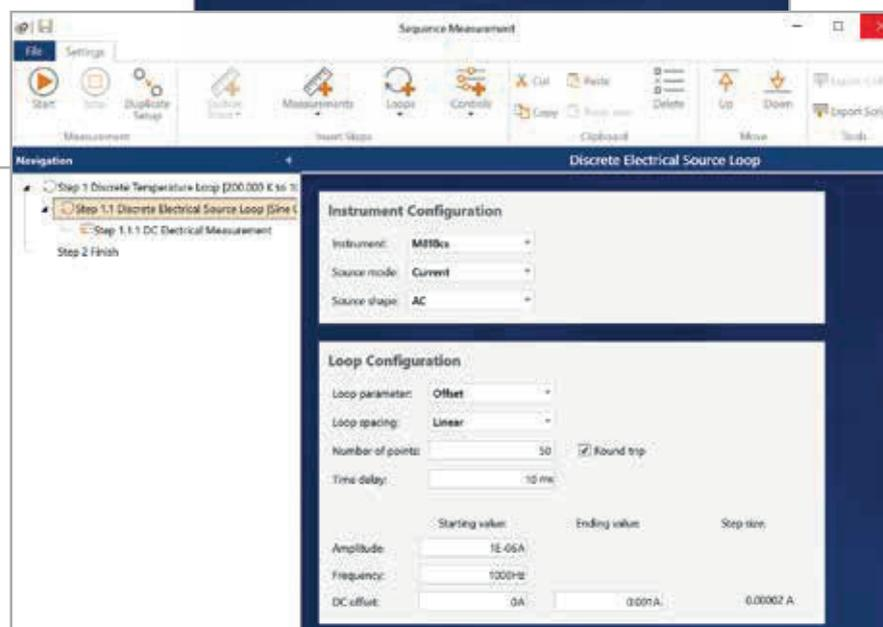 Sequence Measurement
File Settings
Start Stop Duplicate Setup Measurements Loops Controls Cut Copy Paste Delete Up Down
Measurement Insert Steps Clipboard Move Tools
Navigation
Discrete Electrical Source Loop
Step 1 Discrete Temperature Loop [200.000 K to
Step 1.1 Discrete Electrical Source Loop [Sine
Step 1.1.1 DC Electrical Measurement
Step 2 Finish
Instrument Configuration
Instrument:
Source mode: Current
Source shape: AC
Loop Configuration
Loop parameter: Offset
Loop spacing: Linear
Number of points: 50 Round trip
Time delay: 10 ms
Starting value: Ending value: Step size:
Amplitude: 1E-06A
Frequency: 1000Hz
DC offset: 0A 0.001A 0.00002 A